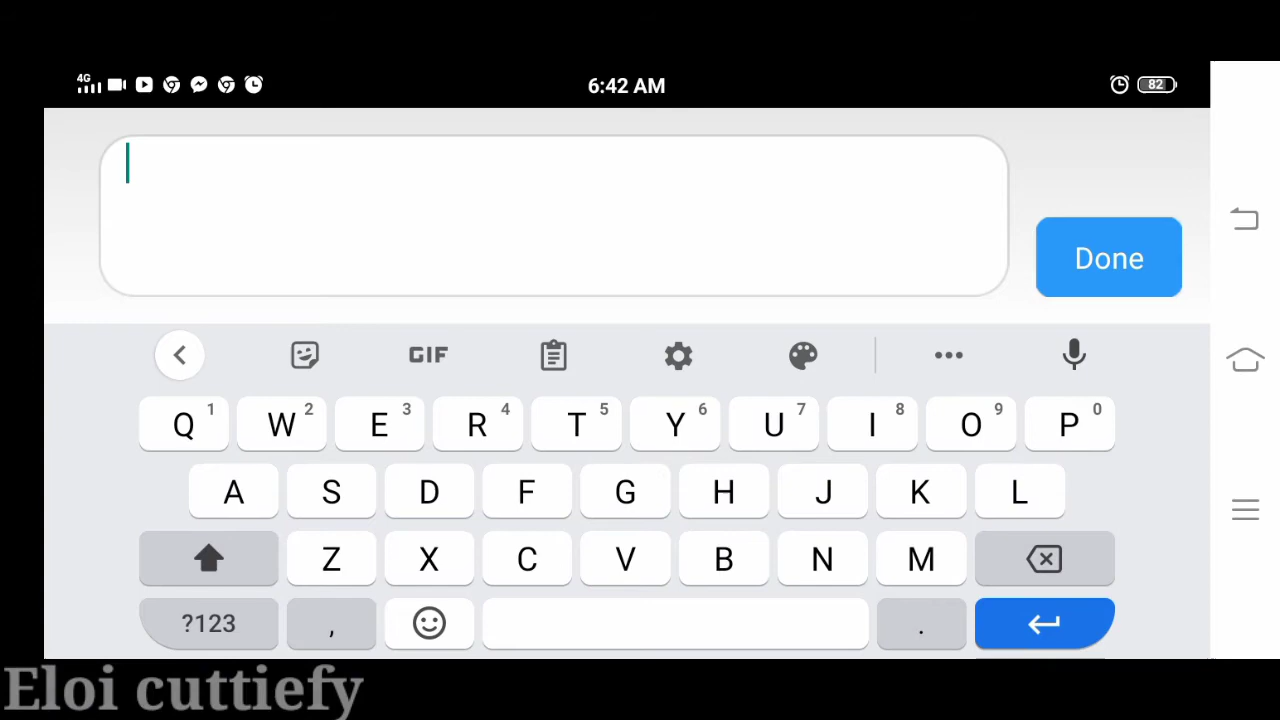 4G 6:42 AM 82
Done
GIF
Q 1 W 2 E 3 R 4 T 5 Y 6 U 7 I 8 O 9 P 0
A S D F G H J K L
Z X C V B N M
?123 , .
Eloi cuttiefy